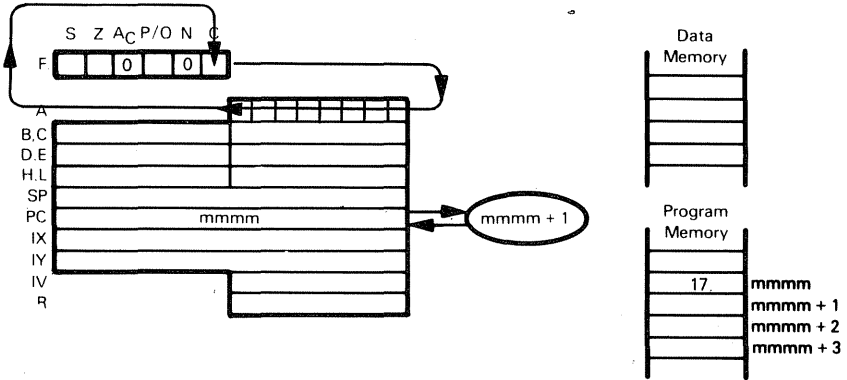 S Z AC P/O N C
F 0 0
A
B,C
D.E
H.L
SP
PC mmmm mmmm + 1
IX
IY
IV
R
Data
Memory
Program
Memory
17 mmmm
mmmm + 1
mmmm + 2
mmmm + 3